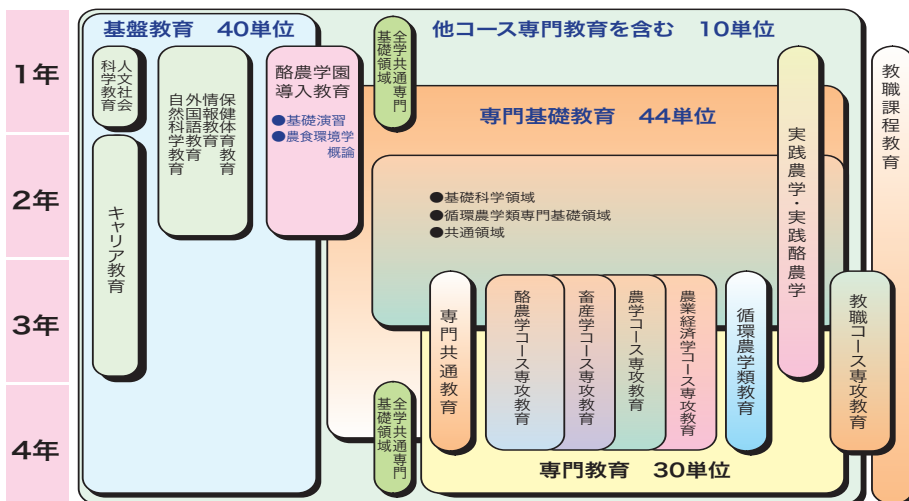 1年
2年
3年
4年
基盤教育 40単位
人文社会
科学教育
キャリア教育
保健体育教育
情報教育
外国語教育
自然科学教育
酪農学園
導入教育
●基礎演習
●農食環境学
概論
全学共通専門
基礎領域
他コース専門教育を含む 10単位
専門基礎教育 44単位
●基礎科学領域
●循環農学類専門基礎領域
●共通領域
実践農学・実践酪農学
教職課程教育
専門共通教育
酪農学コース専攻教育
畜産学コース専攻教育
農学コース専攻教育
農業経済学コース専攻教育
循環農学類教育
教職コース専攻教育
全学共通専門
基礎領域
専門教育 30単位